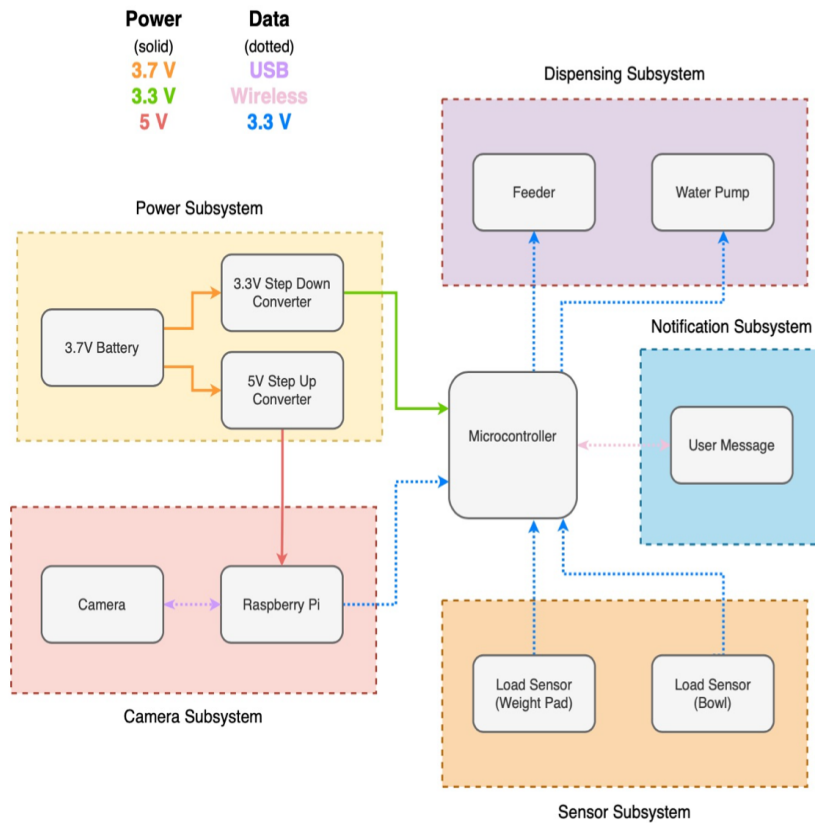 Power
(solid)
3.7 V
3.3 V
5 V
Data
(dotted)
USB
Wireless
3.3 V
Dispensing Subsystem
Feeder
Water Pump
Power Subsystem
3.3V Step Down
Converter
3.7V Battery
5V Step Up
Converter
Notification Subsystem
Microcontroller
User Message
Camera
Raspberry Pi
Camera Subsystem
Load Sensor
(Weight Pad)
Load Sensor
(Bowl)
Sensor Subsystem